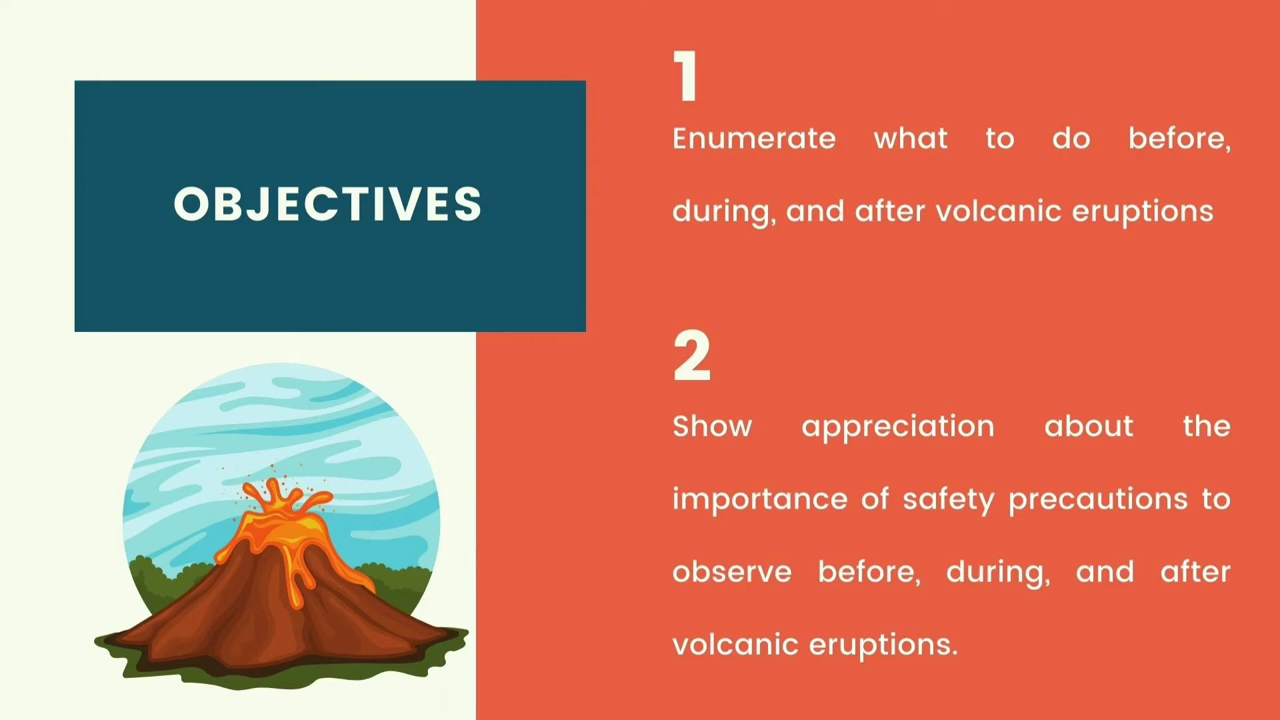 OBJECTIVES
1
Enumerate what to do before,
during, and after volcanic eruptions
2
Show appreciation about the
importance of safety precautions to
observe before, during, and after
volcanic eruptions.